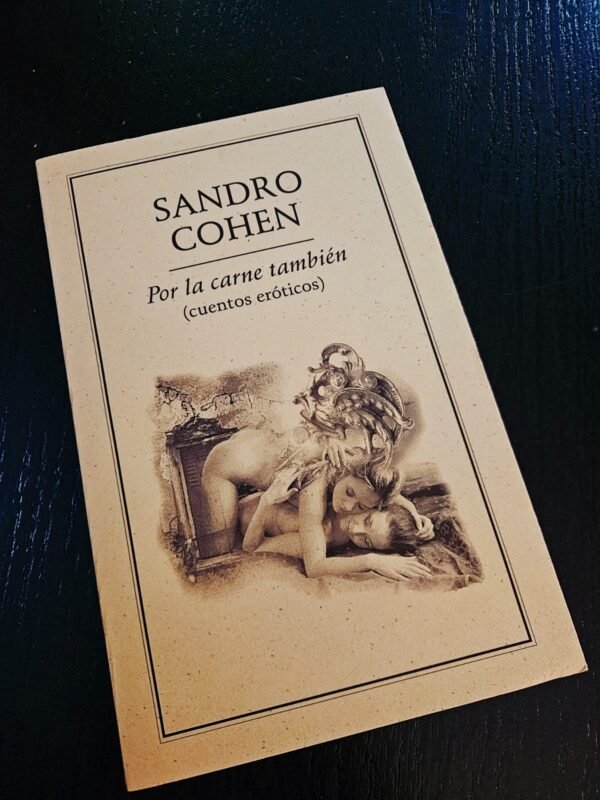 SANDRO
COHEN
Por la carne también
(cuentos eróticos)